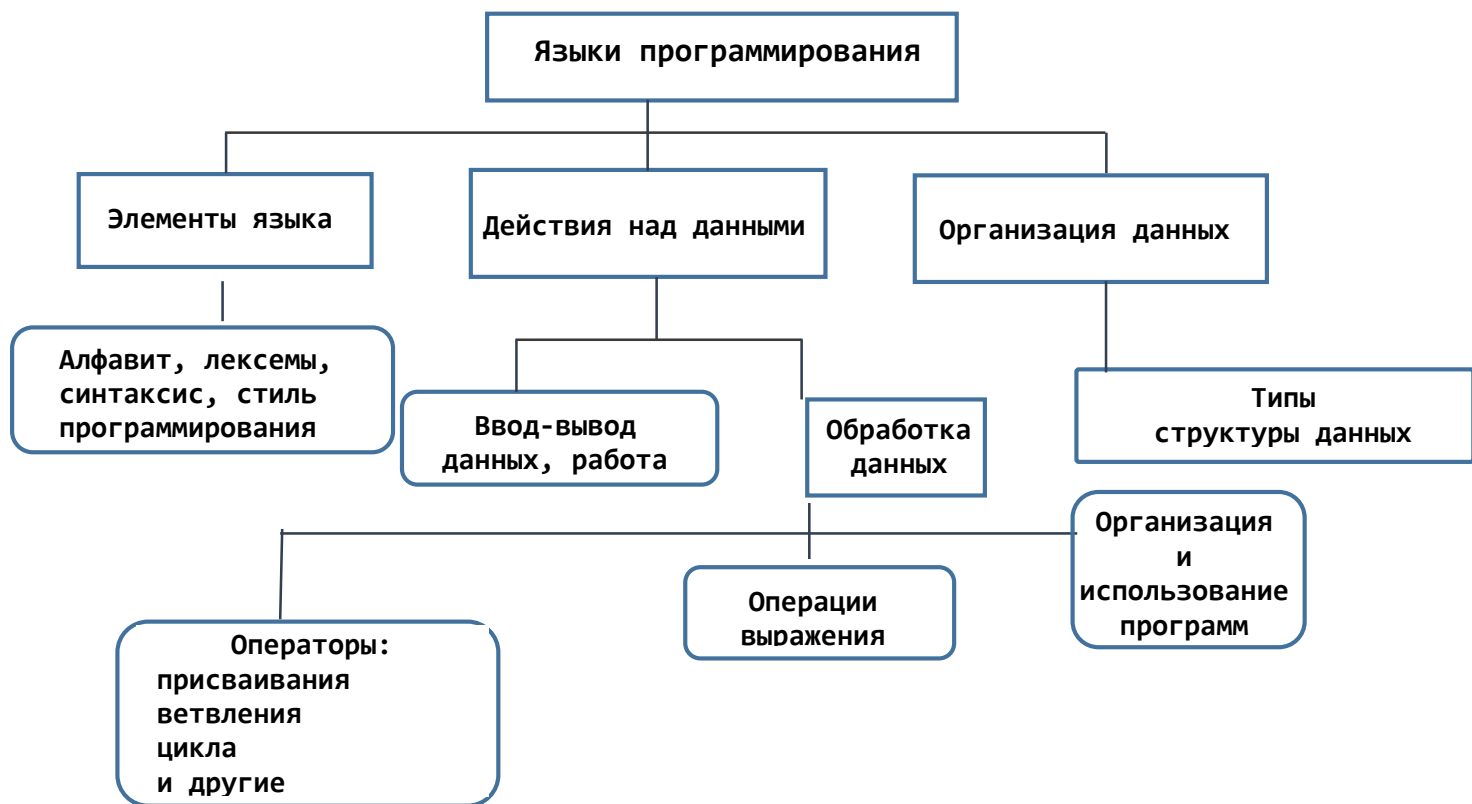 Языки программирования
Элементы языка
Действия над данными
Организация данных
Алфавит, лексемы,
синтаксис, стиль
программирования
Ввод-вывод
данных, работа
Обработка
данных
Типы
структуры данных
Операторы:
присваивания
ветвления
цикла
и другие
Операции
выражения
Организация
и
использование
программ